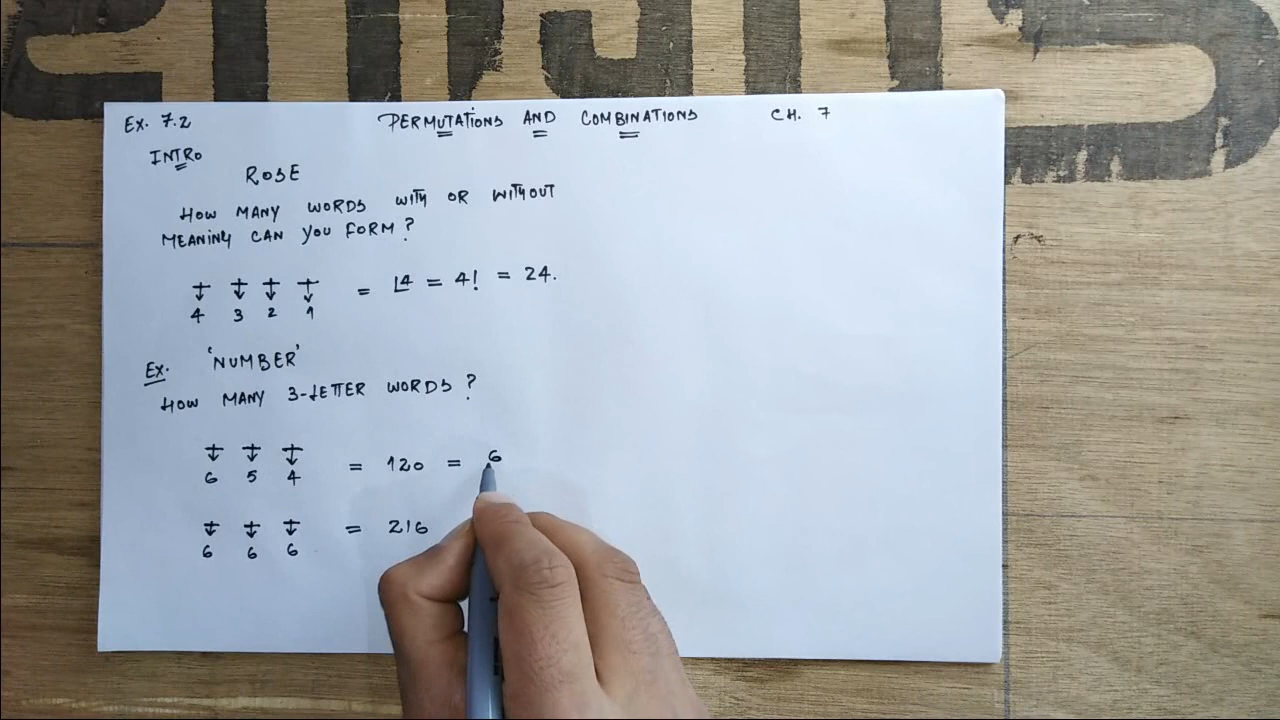 Ex. 7.2 PERMUTATIONS AND COMBINATIONS CH. 7
INTRO
ROSE
HOW MANY WORDS WITH OR WITHOUT
MEANING CAN YOU FORM ?
4 3 2 1 = ⌊4 = 4! = 24.
Ex. 'NUMBER'
HOW MANY 3-LETTER WORDS ?
6 5 4 = 120 = 6
6 6 6 = 216